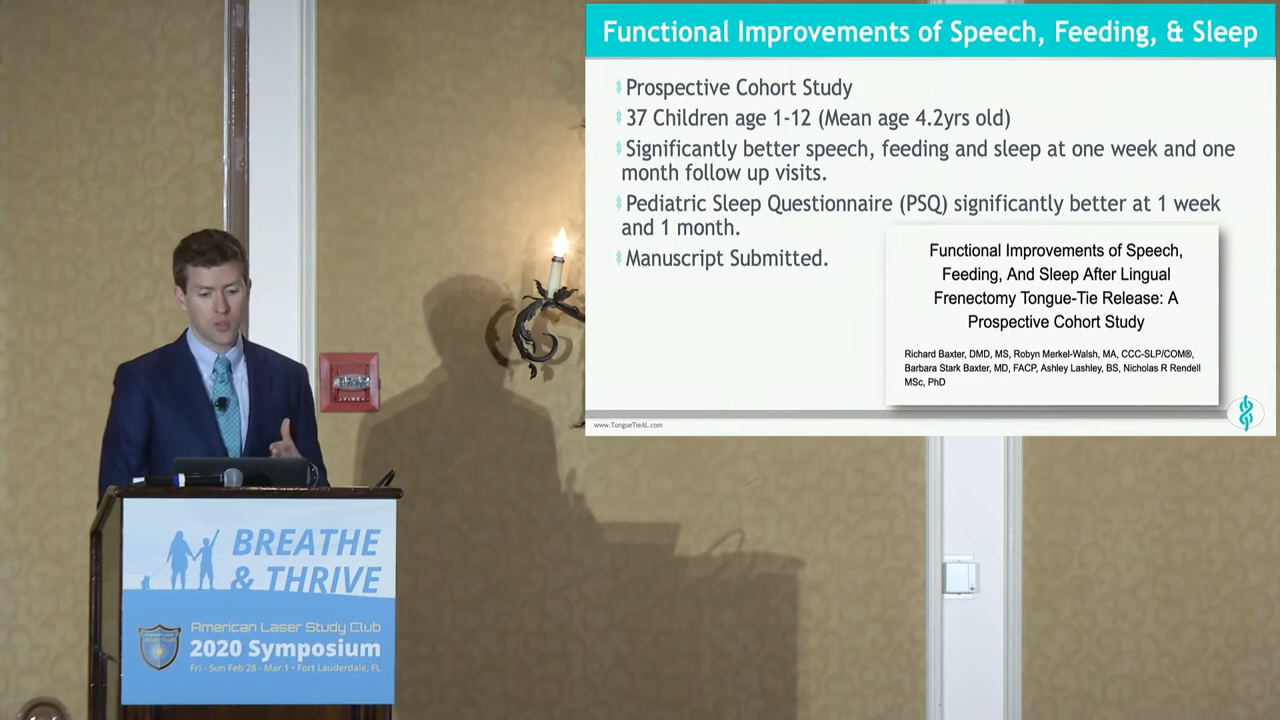 Functional Improvements of Speech, Feeding, & Sleep
Prospective Cohort Study
37 Children age 1-12 (Mean age 4.2yrs old)
Significantly better speech, feeding and sleep at one week and one
month follow up visits.
Pediatric Sleep Questionnaire (PSQ) significantly better at 1 week
and 1 month.
Manuscript Submitted.
Functional Improvements of Speech,
Feeding, And Sleep After Lingual
Frenectomy Tongue-Tie Release: A
Prospective Cohort Study
Richard Baxter, DMD, MS, Robyn Merkel-Walsh, MA, CCC-SLP/COM®,
Barbara Stark Baxter, MD, FACP, Ashley Lashley, BS, Nicholas R Rendell
MSc, PhD
www.TongueTieAL.com
FIRE
BREATHE
& THRIVE
American Laser Study Club
2020 Symposium
Fri - Sun Feb 28 - Mar 1 • Fort Lauderdale, FL